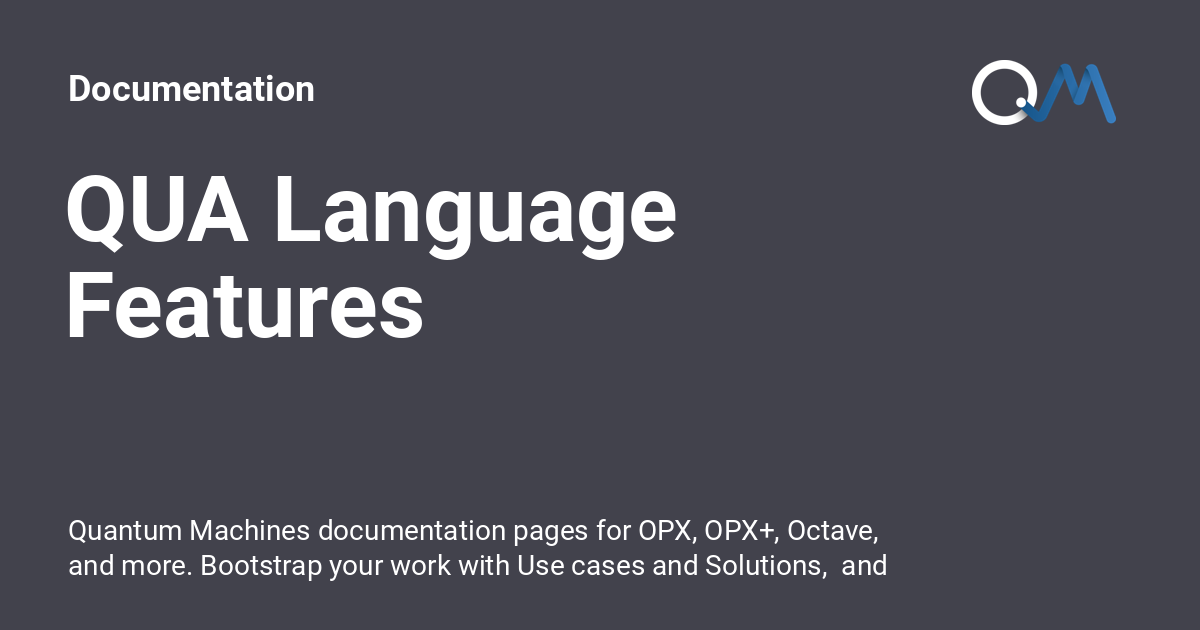 Documentation
QM
QUA Language
Features
Quantum Machines documentation pages for OPX, OPX+, Octave,
and more. Bootstrap your work with Use cases and Solutions,  and